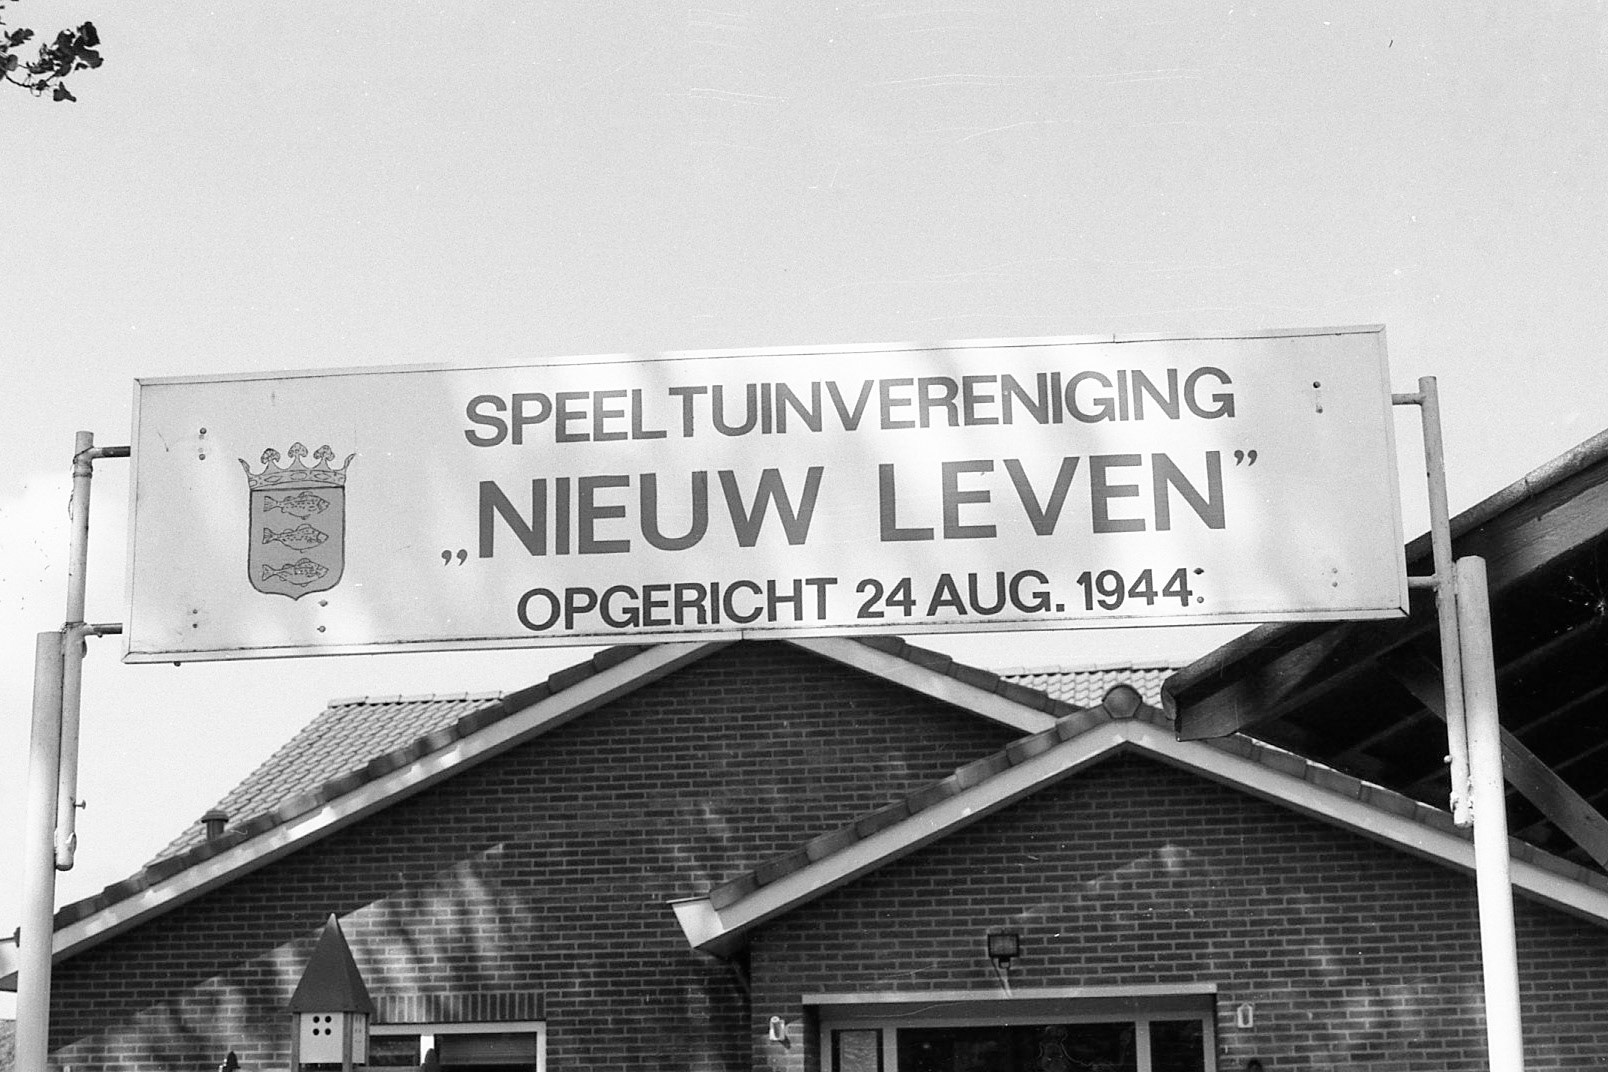 SPEELTUINVERENIGING
„NIEUW LEVEN”
OPGERICHT 24 AUG. 1944.